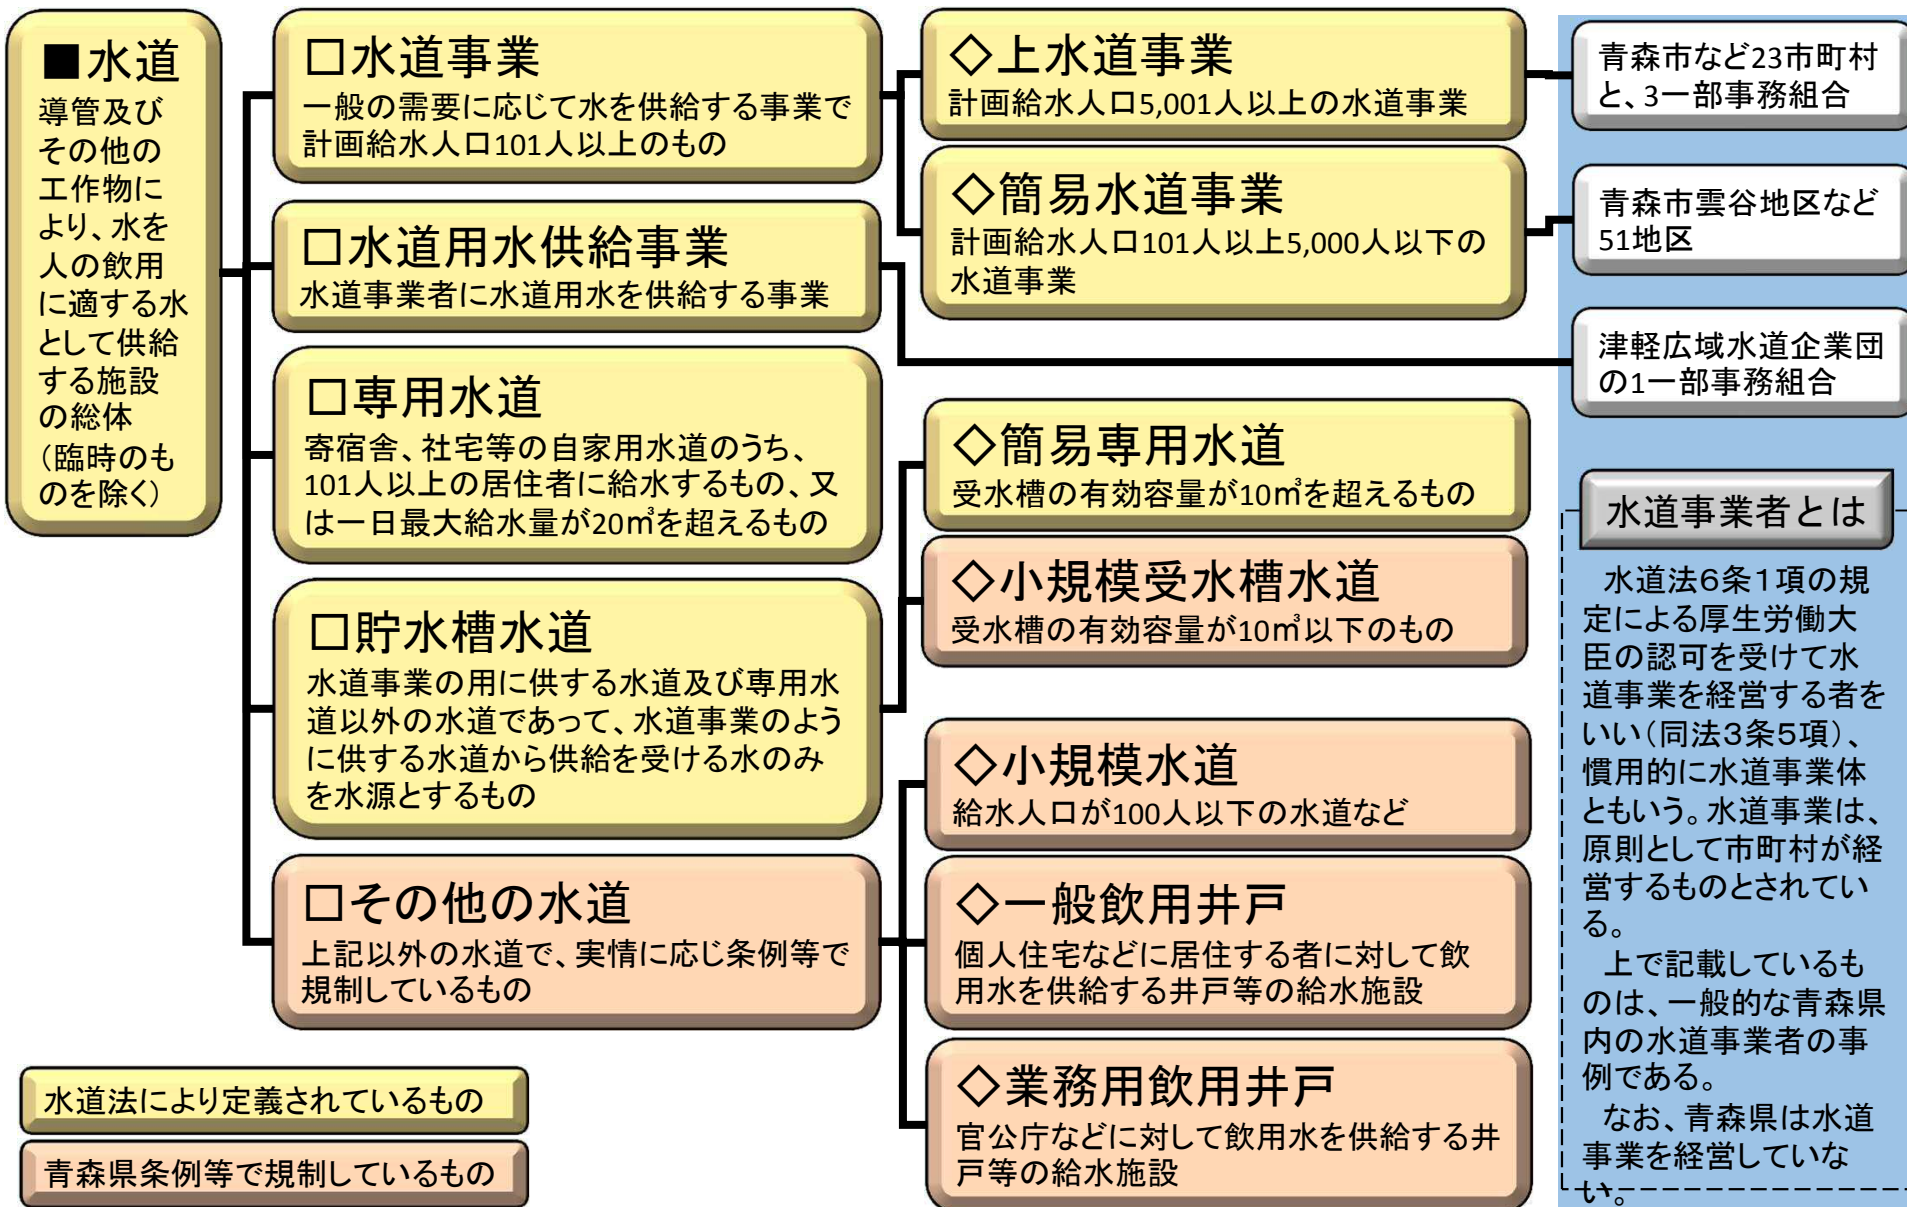 ■水道
導管及び
その他の
工作物に
より、水を
人の飲用
に適する水
として供給
する施設
の総体
（臨時のも
のを除く）
□水道事業
一般の需要に応じて水を供給する事業で
計画給水人口101人以上のもの
□水道用水供給事業
水道事業者に水道用水を供給する事業
□専用水道
寄宿舎、社宅等の自家用水道のうち、
101人以上の居住者に給水するもの、又
は一日最大給水量が20㎥を超えるもの
□貯水槽水道
水道事業の用に供する水道及び専用水
道以外の水道であって、水道事業のよう
に供する水道から供給を受ける水のみ
を水源とするもの
□その他の水道
上記以外の水道で、実情に応じ条例等で
規制しているもの
◇上水道事業
計画給水人口5,001人以上の水道事業
◇簡易水道事業
計画給水人口101人以上5,000人以下の
水道事業
◇簡易専用水道
受水槽の有効容量が10㎥を超えるもの
◇小規模受水槽水道
受水槽の有効容量が10㎥以下のもの
◇小規模水道
給水人口が100人以下の水道など
◇一般飲用井戸
個人住宅などに居住する者に対して飲
用水を供給する井戸等の給水施設
◇業務用飲用井戸
官公庁などに対して飲用水を供給する井
戸等の給水施設
青森市など23市町村
と、3一部事務組合
青森市雲谷地区など
51地区
津軽広域水道企業団
の1一部事務組合
水道事業者とは
水道法6条1項の規
定による厚生労働大
臣の認可を受けて水
道事業を経営する者を
いい（同法3条5項）、
慣用的に水道事業体
ともいう。水道事業は、
原則として市町村が経
営するものとされてい
る。
上で記載しているも
のは、一般的な青森県
内の水道事業者の事
例である。
なお、青森県は水道
事業を経営していな
い。
水道法により定義されているもの
青森県条例等で規制しているもの